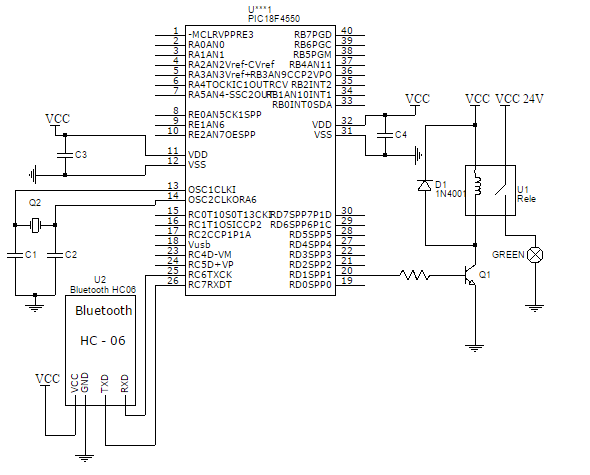 U***1
PIC18F4550
1 -MCLRVPPRE3 RB7PGD 40
2 RA0AN0 RB6PGC 39
3 RA1AN1 RB5PGM 38
4 RA2AN2Vref-CVref RB4AN11 37
5 RA3AN3Vref+RB3AN9CCP2VPO 36
6 RA4TOCKIC1OUTRCV RB2INT2 35
7 RA5AN4-SSC2OUT RB1AN10INT1 34
RB0INT0SDA 33
8 RE0AN5CK1SPP
9 RE1AN6 VDD 32
10 RE2AN7OESPP VSS 31
11 VDD
12 VSS
13 OSC1CLKI
14 OSC2CLKORA6
15 RC0T1OS0T13CKI RD7SPP7P1D 30
16 RC1T1OSICCP2 RD6SPP6P1C 29
17 RC2CCP1P1A RD5SPP5 28
18 Vusb RD4SPP4 27
23 RC4D-VM RD3SPP3 22
24 RC5D+VP RD2SPP2 21
25 RC6TXCK RD1SPP1 20
26 RC7RXDT RD0SPP0 19
VCC
C3
VCC
C4
VCC
VCC 24V
D1
1N4001
U1
Rele
GREEN
Q1
Q2
C1
C2
U2
Bluetooth HC06
Bluetooth
HC - 06
VCC
GND
TXD
RXD
VCC